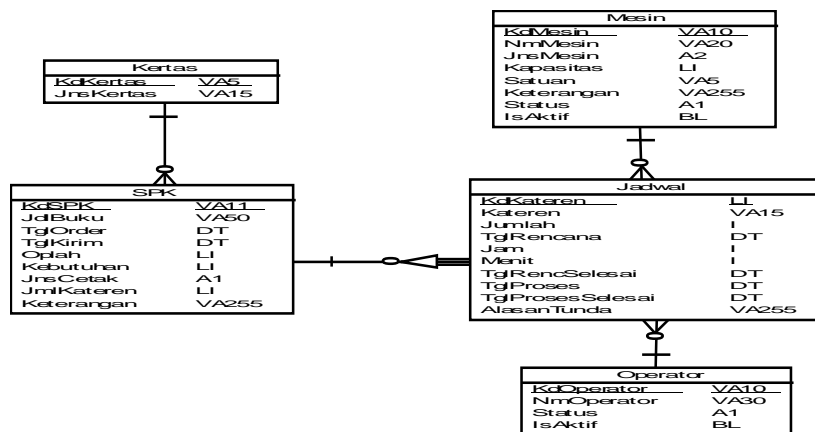 Mesin
KdMesin VA10
NmMesin VA20
JnsMesin A2
Kapasitas LI
Satuan VA5
Keterangan VA255
Status A1
IsAktif BL
Kertas
KdKertas VA5
JnsKertas VA15
SPK
KdSPK VA11
JdlBuku VA50
TglOrder DT
TglKirim DT
Oplah LI
Kebutuhan LI
JnsCetak A1
JmlKateren LI
Keterangan VA255
Jadwal
KdKateren LI
Kateren VA15
Jumlah I
TglRencana DT
Jam I
Menit I
TglRencSelesai DT
TglProses DT
TglProsesSelesai DT
AlasanTunda VA255
Operator
KdOperator VA10
NmOperator VA30
Status A1
IsAktif BL